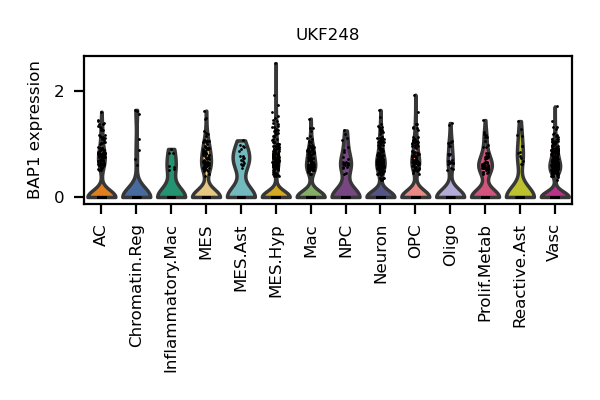 UKF248
BAP1 expression
2
0
AC
Chromatin.Reg
Inflammatory.Mac
MES
MES.Ast
MES.Hyp
Mac
NPC
Neuron
OPC
Oligo
Prolif.Metab
Reactive.Ast
Vasc